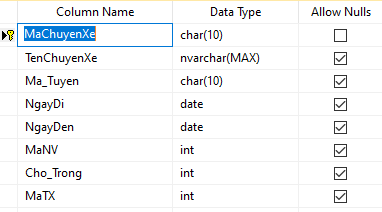 Column Name Data Type Allow Nulls
MaChuyenXe char(10)
TenChuyenXe nvarchar(MAX)
Ma_Tuyen char(10)
NgayDi date
NgayDen date
MaNV int
Cho_Trong int
MaTX int